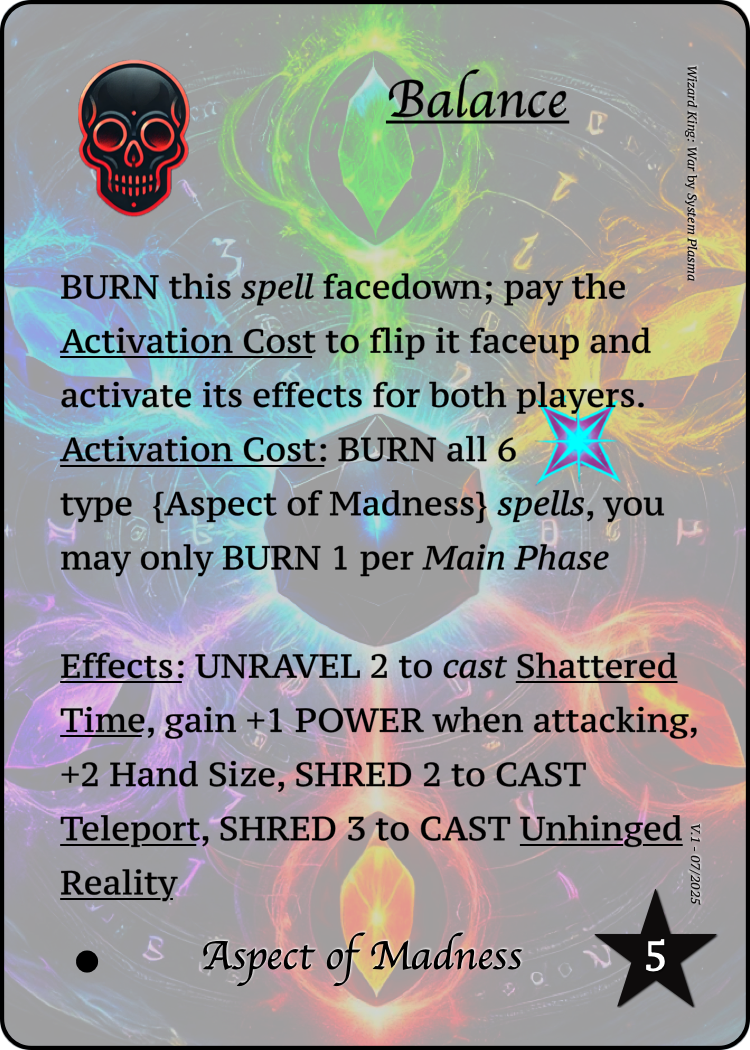 Balance
Wizard King: War by System Plasma
BURN this spell facedown; pay the
Activation Cost to flip it faceup and
activate its effects for both players.
Activation Cost: BURN all 6
type {Aspect of Madness} spells, you
may only BURN 1 per Main Phase
Effects: UNRAVEL 2 to cast Shattered
Time, gain +1 POWER when attacking,
+2 Hand Size, SHRED 2 to CAST
Teleport, SHRED 3 to CAST Unhinged
Reality
V.1 - 07/2025
Aspect of Madness
5